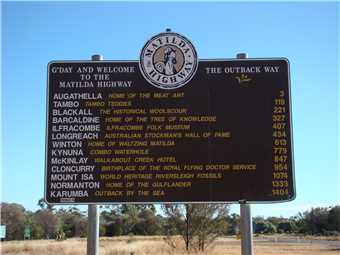 THE MATILDA HIGHWAY
G'DAY AND WELCOME
TO THE
MATILDA HIGHWAY
THE OUTBACK WAY
AUGATHELLA HOME OF THE MEAT ANT 3
TAMBO TAMBO TEDDIES 119
BLACKALL THE HISTORICAL WOOLSCOUR 221
BARCALDINE HOME OF THE TREE OF KNOWLEDGE 327
ILFRACOMBE ILFRACOMBE FOLK MUSEUM 407
LONGREACH AUSTRALIAN STOCKMAN'S HALL OF FAME 434
WINTON HOME OF WALTZING MATILDA 613
KYNUNA COMBO WATERHOLE 779
McKINLAY WALKABOUT CREEK HOTEL 847
CLONCURRY BIRTHPLACE OF THE ROYAL FLYING DOCTOR SERVICE 954
MOUNT ISA WORLD HERITAGE RIVERSLEIGH FOSSILS 1074
NORMANTON HOME OF THE GULFLANDER 1333
KARUMBA OUTBACK BY THE SEA 1404